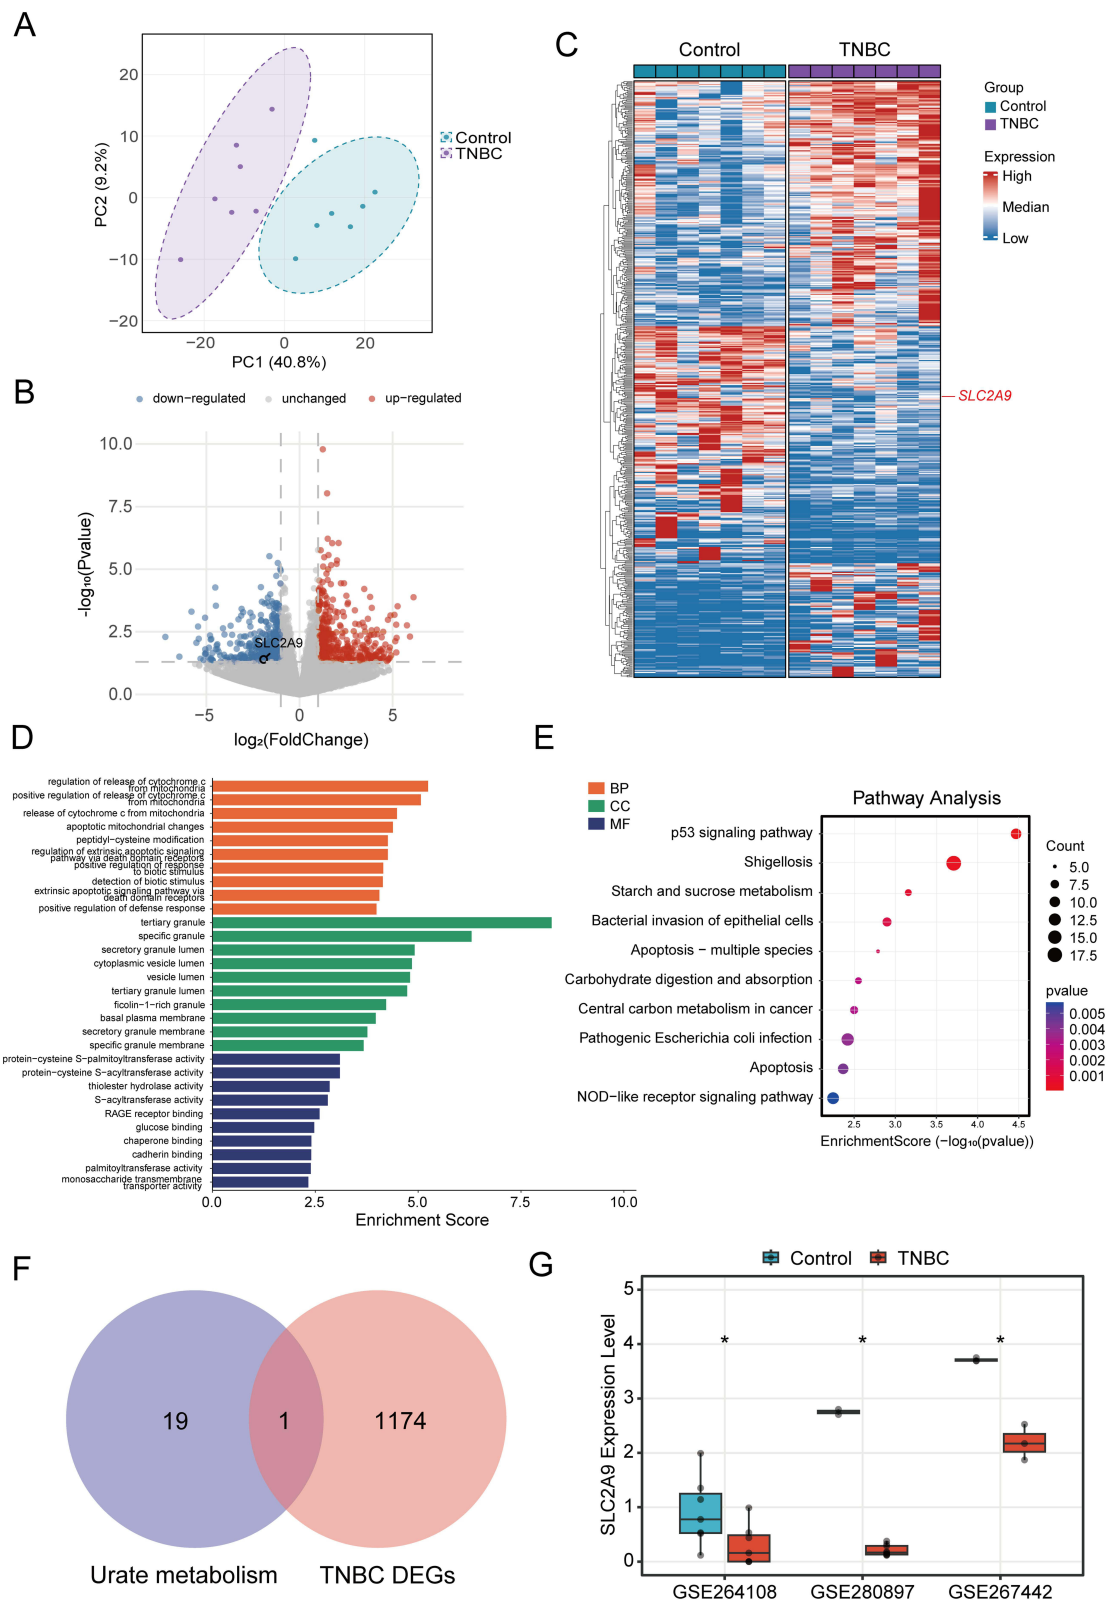 A
20
10
0
−10
−20
PC2 (9.2%)
−20
0
20
PC1 (40.8%)
Control
TNBC
B
down−regulated
unchanged
up−regulated
10.0
7.5
5.0
2.5
0.0
-log₁₀(Pvalue)
SLC2A9
−5
0
5
log₂(FoldChange)
C
Control
TNBC
Group
Control
TNBC
Expression
High
Median
Low
SLC2A9
D
regulation of release of cytochrome c
from mitochondria
positive regulation of release of cytochrome c
from mitochondria
release of cytochrome c from mitochondria
apoptotic mitochondrial changes
peptidyl−cysteine modification
regulation of extrinsic apoptotic signaling
pathway via death domain receptors
positive regulation of response
to biotic stimulus
detection of biotic stimulus
extrinsic apoptotic signaling pathway via
death domain receptors
positive regulation of defense response
tertiary granule
specific granule
secretory granule lumen
cytoplasmic vesicle lumen
vesicle lumen
tertiary granule lumen
ficolin−1−rich granule
basal plasma membrane
secretory granule membrane
specific granule membrane
protein−cysteine S−palmitoyltransferase activity
protein−cysteine S−acyltransferase activity
thiolester hydrolase activity
S−acyltransferase activity
RAGE receptor binding
glucose binding
chaperone binding
cadherin binding
palmitoyltransferase activity
monosaccharide transmembrane
transporter activity
0.0
2.5
5.0
7.5
10.0
Enrichment Score
BP
CC
MF
E
Pathway Analysis
p53 signaling pathway
Shigellosis
Starch and sucrose metabolism
Bacterial invasion of epithelial cells
Apoptosis − multiple species
Carbohydrate digestion and absorption
Central carbon metabolism in cancer
Pathogenic Escherichia coli infection
Apoptosis
NOD−like receptor signaling pathway
2.5
3.0
3.5
4.0
4.5
EnrichmentScore (−log₁₀(pvalue))
Count
5.0
7.5
10.0
12.5
15.0
17.5
pvalue
0.005
0.004
0.003
0.002
0.001
F
19
1
1174
Urate metabolism
TNBC DEGs
G
Control
TNBC
5
4
3
2
1
0
SLC2A9 Expression Level
*
*
*
GSE264108
GSE280897
GSE267442